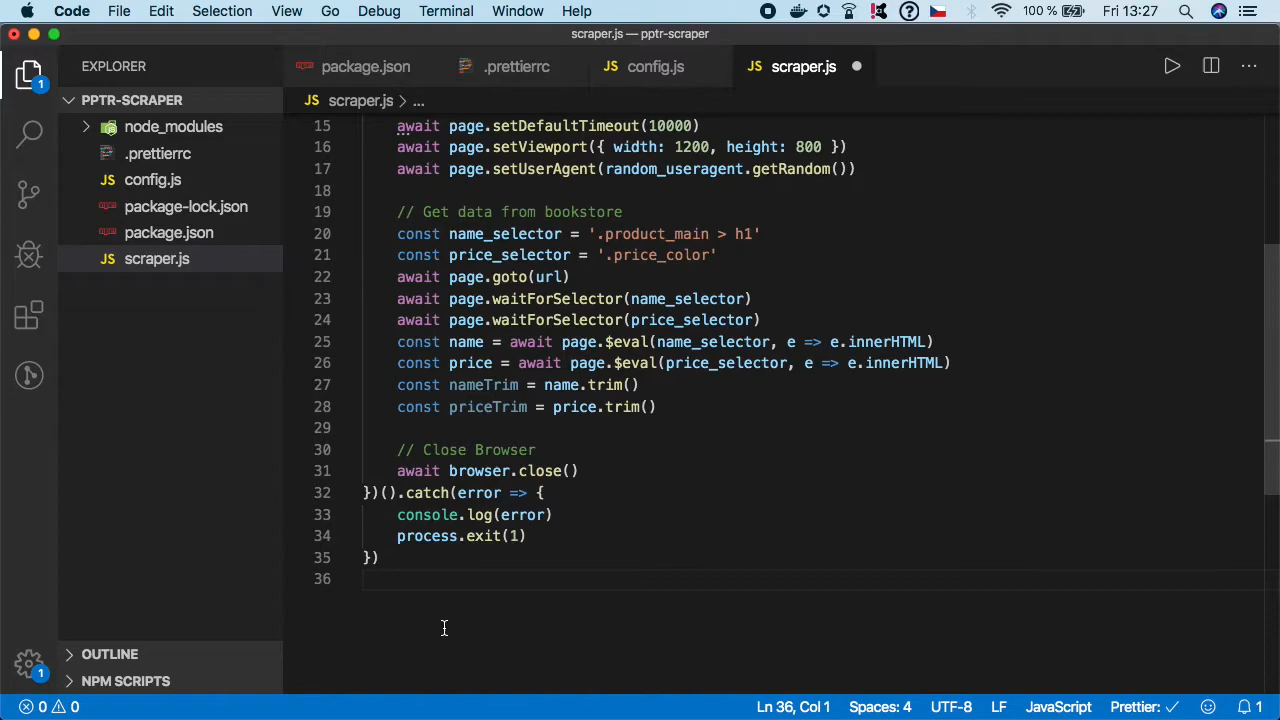 Code File Edit Selection View Go Debug Terminal Window Help 100 % Fri 13:27
scraper.js — pptr-scraper
EXPLORER
package.json
.prettierrc
JS config.js
JS scraper.js
1
PPTR-SCRAPER
JS scraper.js > ...
node_modules
.prettierrc
JS config.js
package-lock.json
package.json
JS scraper.js
15 await page.setDefaultTimeout(10000)
16 await page.setViewport({ width: 1200, height: 800 })
17 await page.setUserAgent(random_useragent.getRandom())
18
19 // Get data from bookstore
20 const name_selector = '.product_main > h1'
21 const price_selector = '.price_color'
22 await page.goto(url)
23 await page.waitForSelector(name_selector)
24 await page.waitForSelector(price_selector)
25 const name = await page.$eval(name_selector, e => e.innerHTML)
26 const price = await page.$eval(price_selector, e => e.innerHTML)
27 const nameTrim = name.trim()
28 const priceTrim = price.trim()
29
30 // Close Browser
31 await browser.close()
32 })().catch(error => {
33 console.log(error)
34 process.exit(1)
35 })
36
OUTLINE
NPM SCRIPTS
1
0 0 Ln 36, Col 1 Spaces: 4 UTF-8 LF JavaScript Prettier: ✓ 1